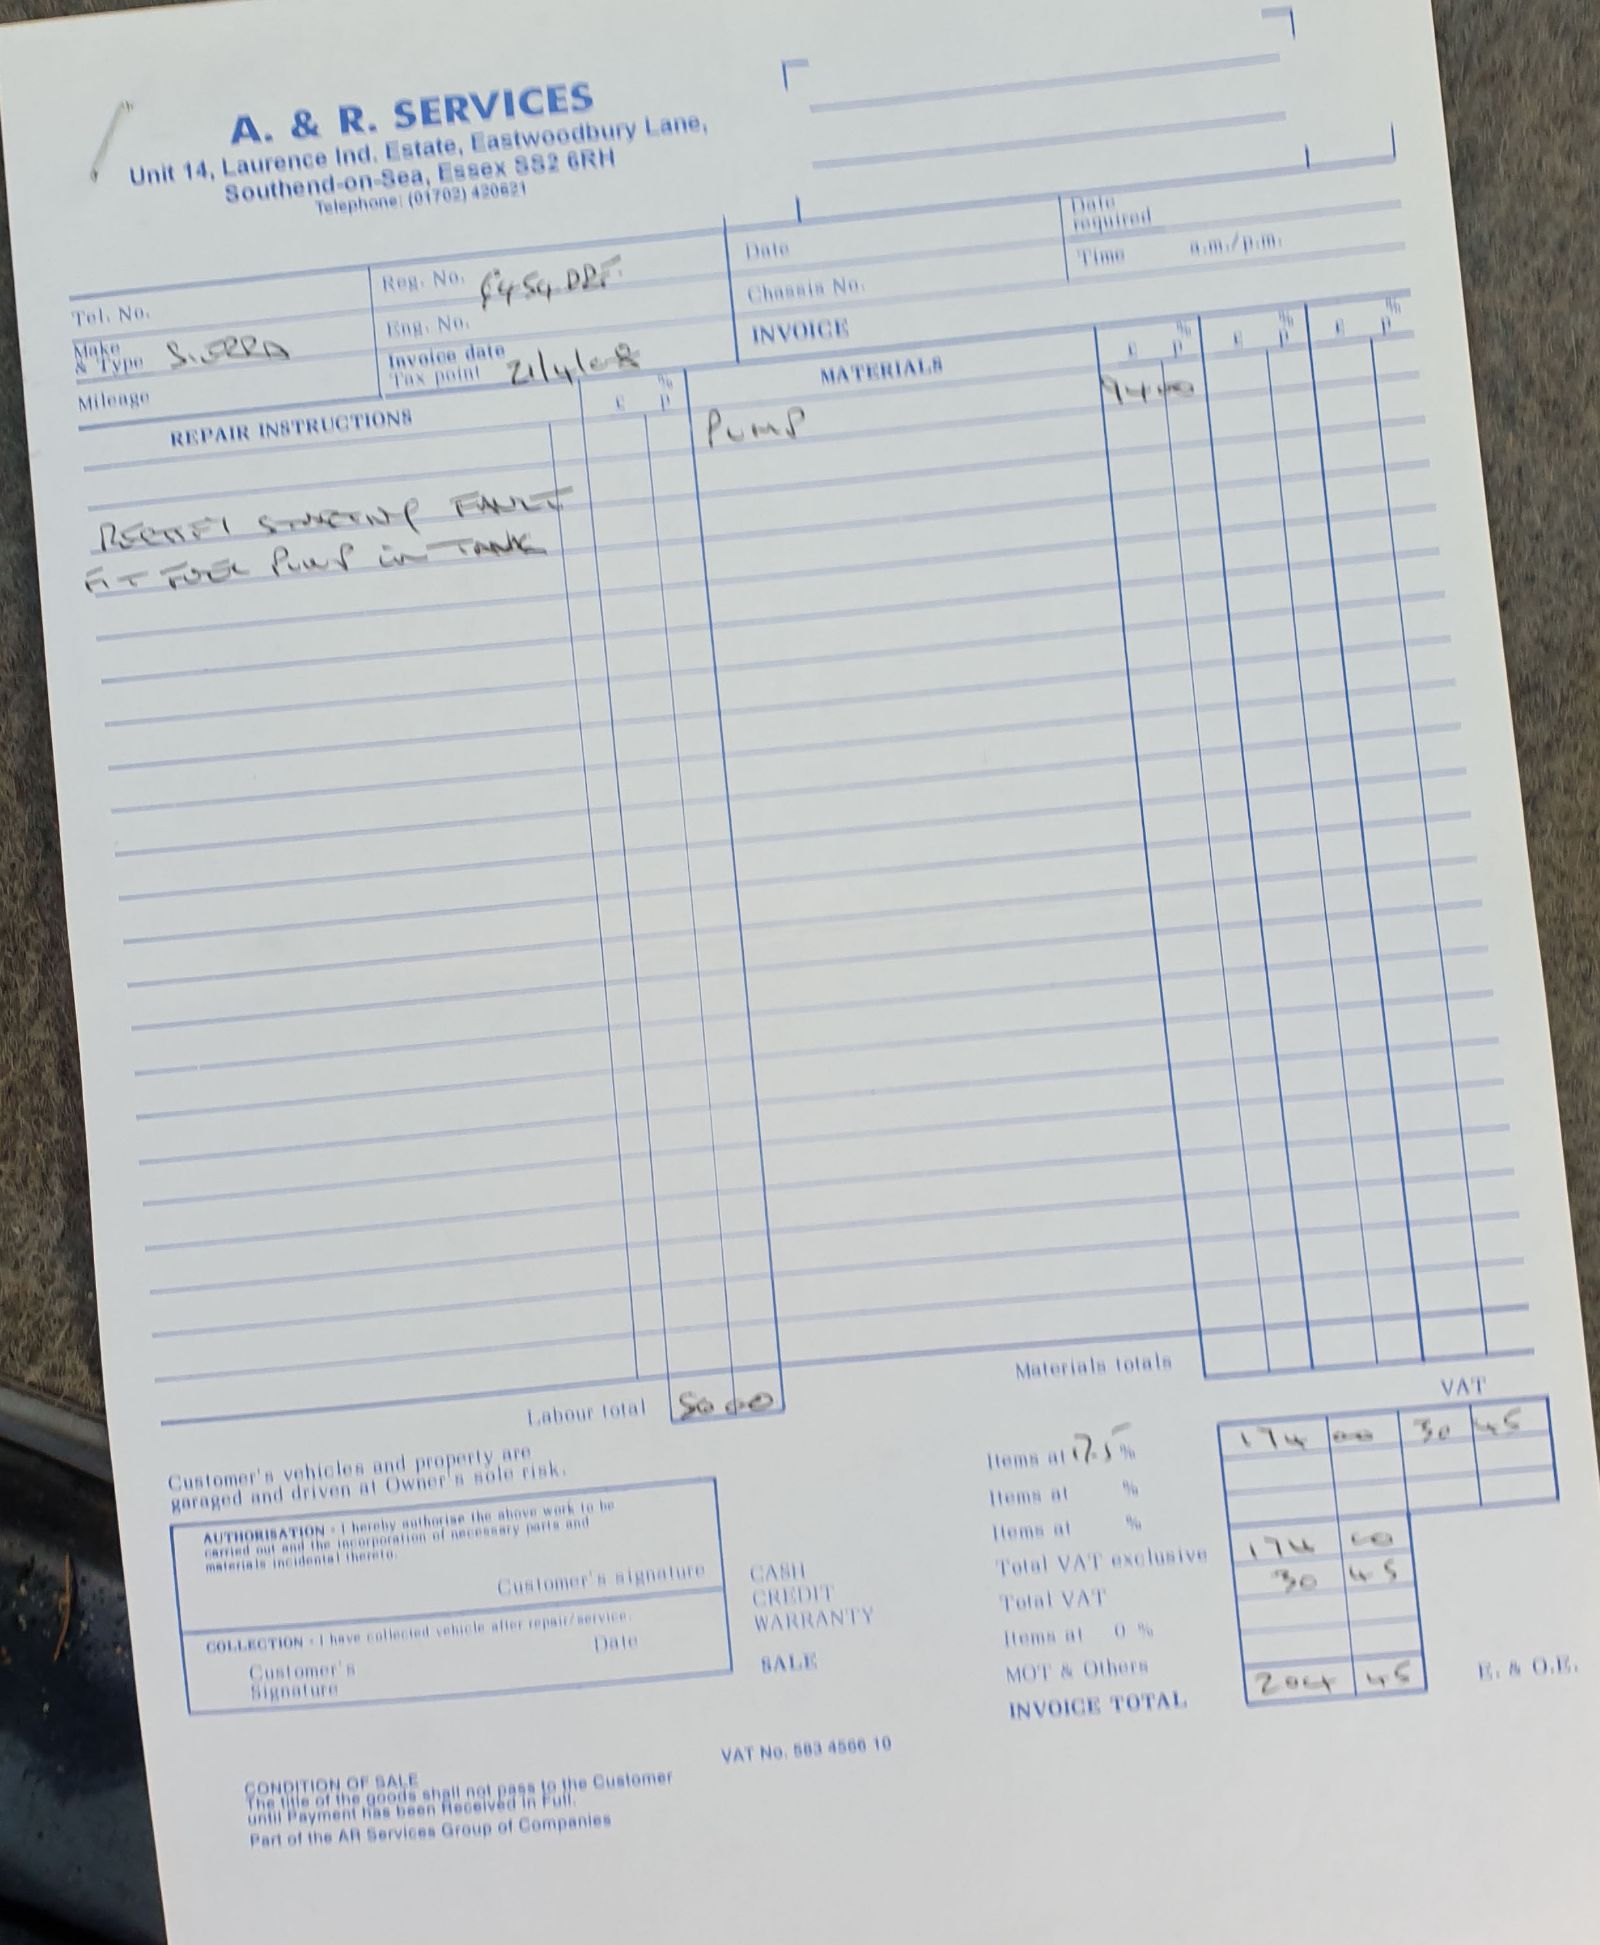 A. & R. SERVICES
Unit 14, Laurence Ind. Estate, Eastwoodbury Lane,
Southend-on-Sea, Essex SS2 6RH
Telephone: (01702) 420621
Date
Date required
Time a.m./p.m.
Tel. No.
Reg. No.
Chassis No.
Make & Type SIERRA
Eng. No.
INVOICE
Mileage
Invoice date
Tax point 21/4/08
REPAIR INSTRUCTIONS £ p %
MATERIALS £ p % £ p % £ p %
PUMP 94 00
STARTING FAULT
FIT FUEL PUMP in TANK
Labour total 80 00
Materials totals
VAT
Customer's vehicles and property are
garaged and driven at Owner's sole risk.
AUTHORISATION - I hereby authorise the above work to be
carried out and the incorporation of necessary parts and
materials incidental thereto.
Customer's signature
COLLECTION - I have collected vehicle after repair/service.
Date
Customer's
Signature
CASH
CREDIT
WARRANTY
SALE
Items at 17.5 % 174 00 30 45
Items at %
Items at %
Total VAT exclusive 174 00
Total VAT 30 45
Items at 0 %
MOT & Others
INVOICE TOTAL 204 45
E. & O.E.
VAT No. 563 4566 10
CONDITION OF SALE
The title of the goods shall not pass to the Customer
until Payment has been Received in Full.
Part of the AR Services Group of Companies